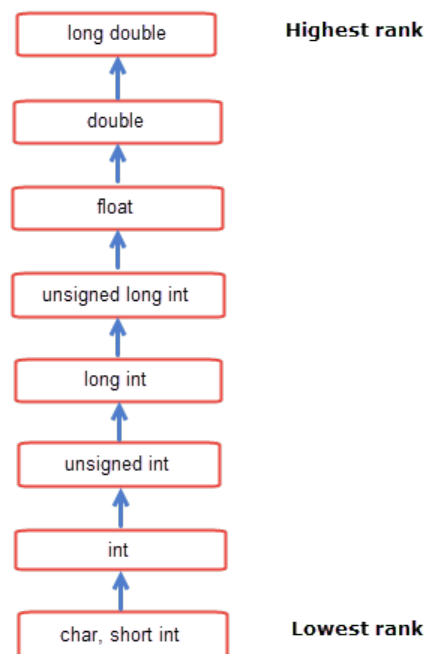 long double
Highest rank
double
float
unsigned long int
long int
unsigned int
int
char, short int
Lowest rank